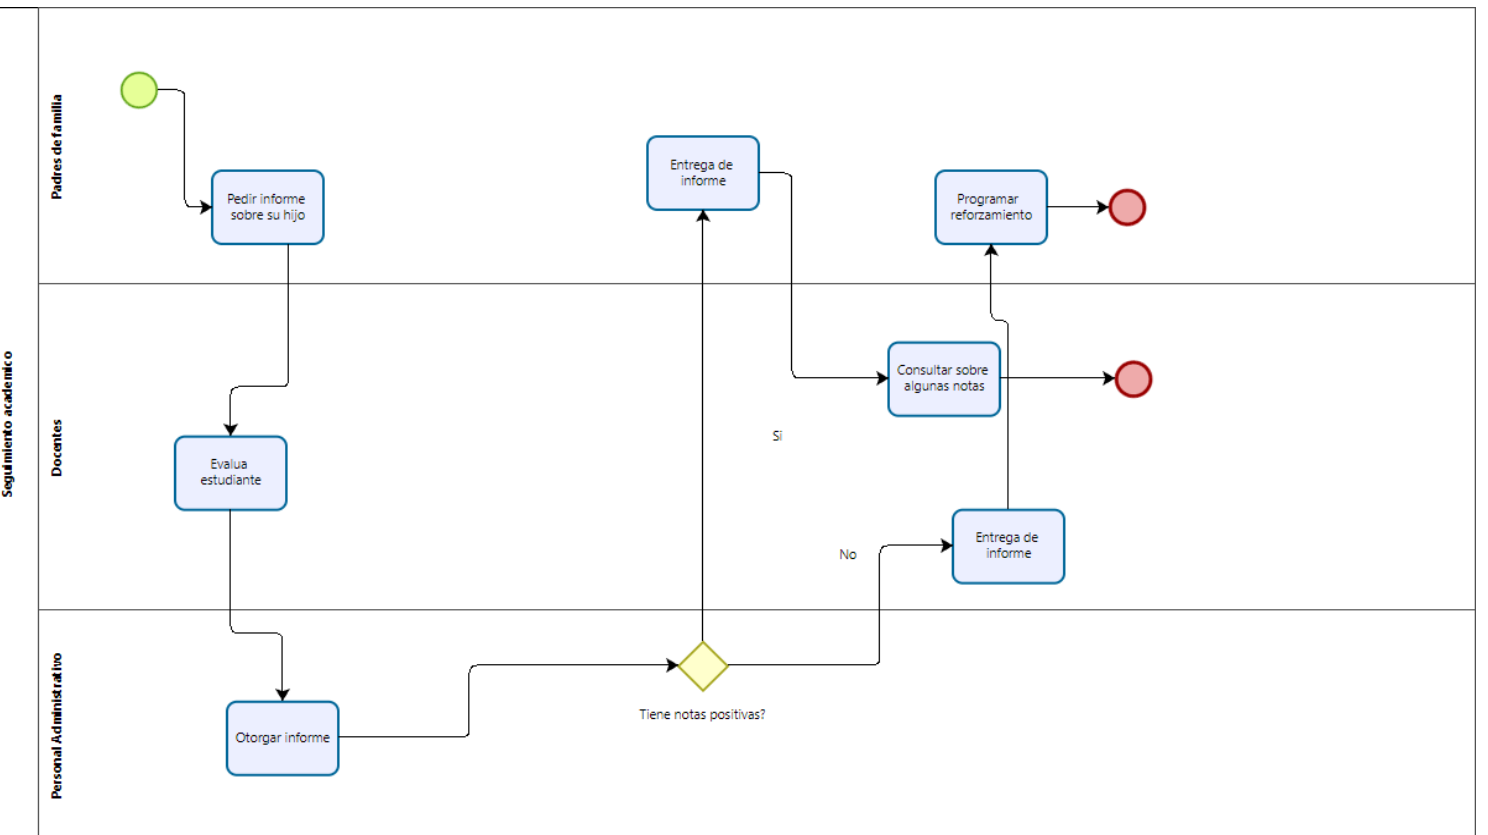 Seguimiento academico
Padres de familia
Pedir informe
sobre su hijo
Entrega de
informe
Programar
reforzamiento
Docentes
Consultar sobre
algunas notas
Si
Evalua
estudiante
No
Entrega de
informe
Personal Administrativo
Otorgar informe
Tiene notas positivas?